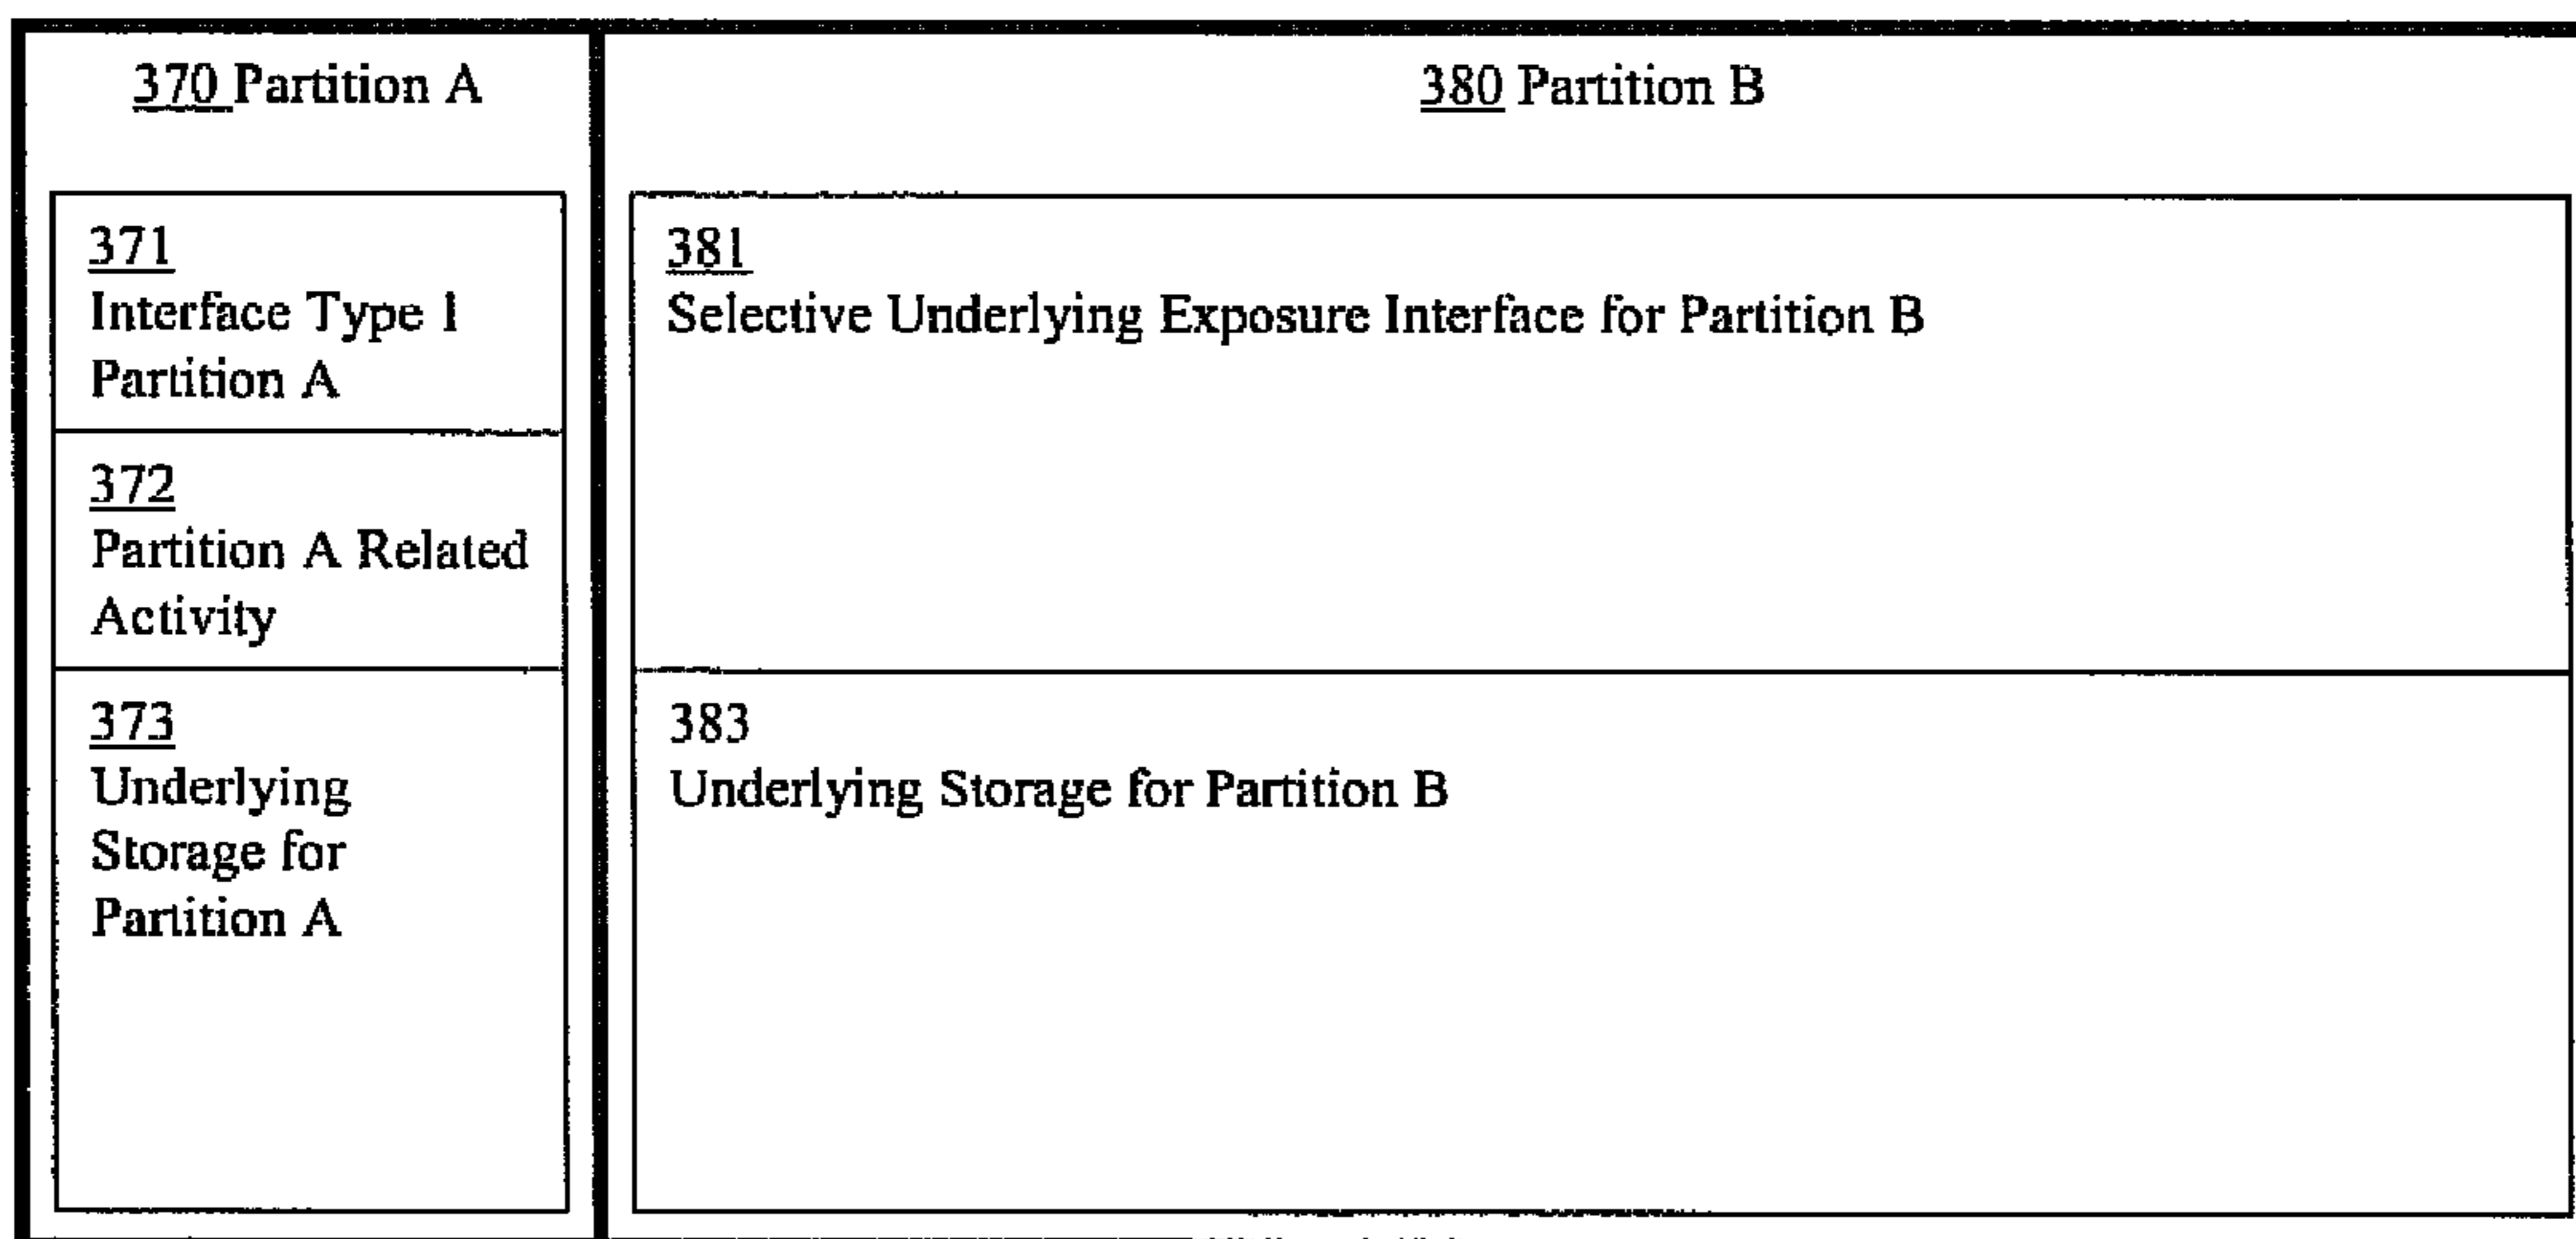 370 Partition A
380 Partition B
371
Interface Type 1
Partition A
372
Partition A Related
Activity
373
Underlying
Storage for
Partition A
381
Selective Underlying Exposure Interface for Partition B
383
Underlying Storage for Partition B